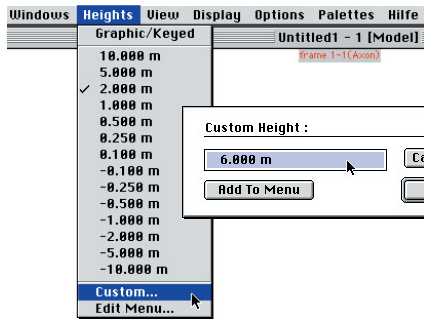 Windows Heights View Display Options Palettes Hilfe
Graphic/Keyed
Untitled1 - 1 [Model]
frame 1-1(Axon)
10.000 m
5.000 m
✓ 2.000 m
1.000 m
0.500 m
0.250 m
0.100 m
-0.100 m
-0.250 m
-0.500 m
-1.000 m
-2.000 m
-5.000 m
-10.000 m
Custom...
Edit Menu...
Custom Height :
6.000 m
Ca
Add To Menu